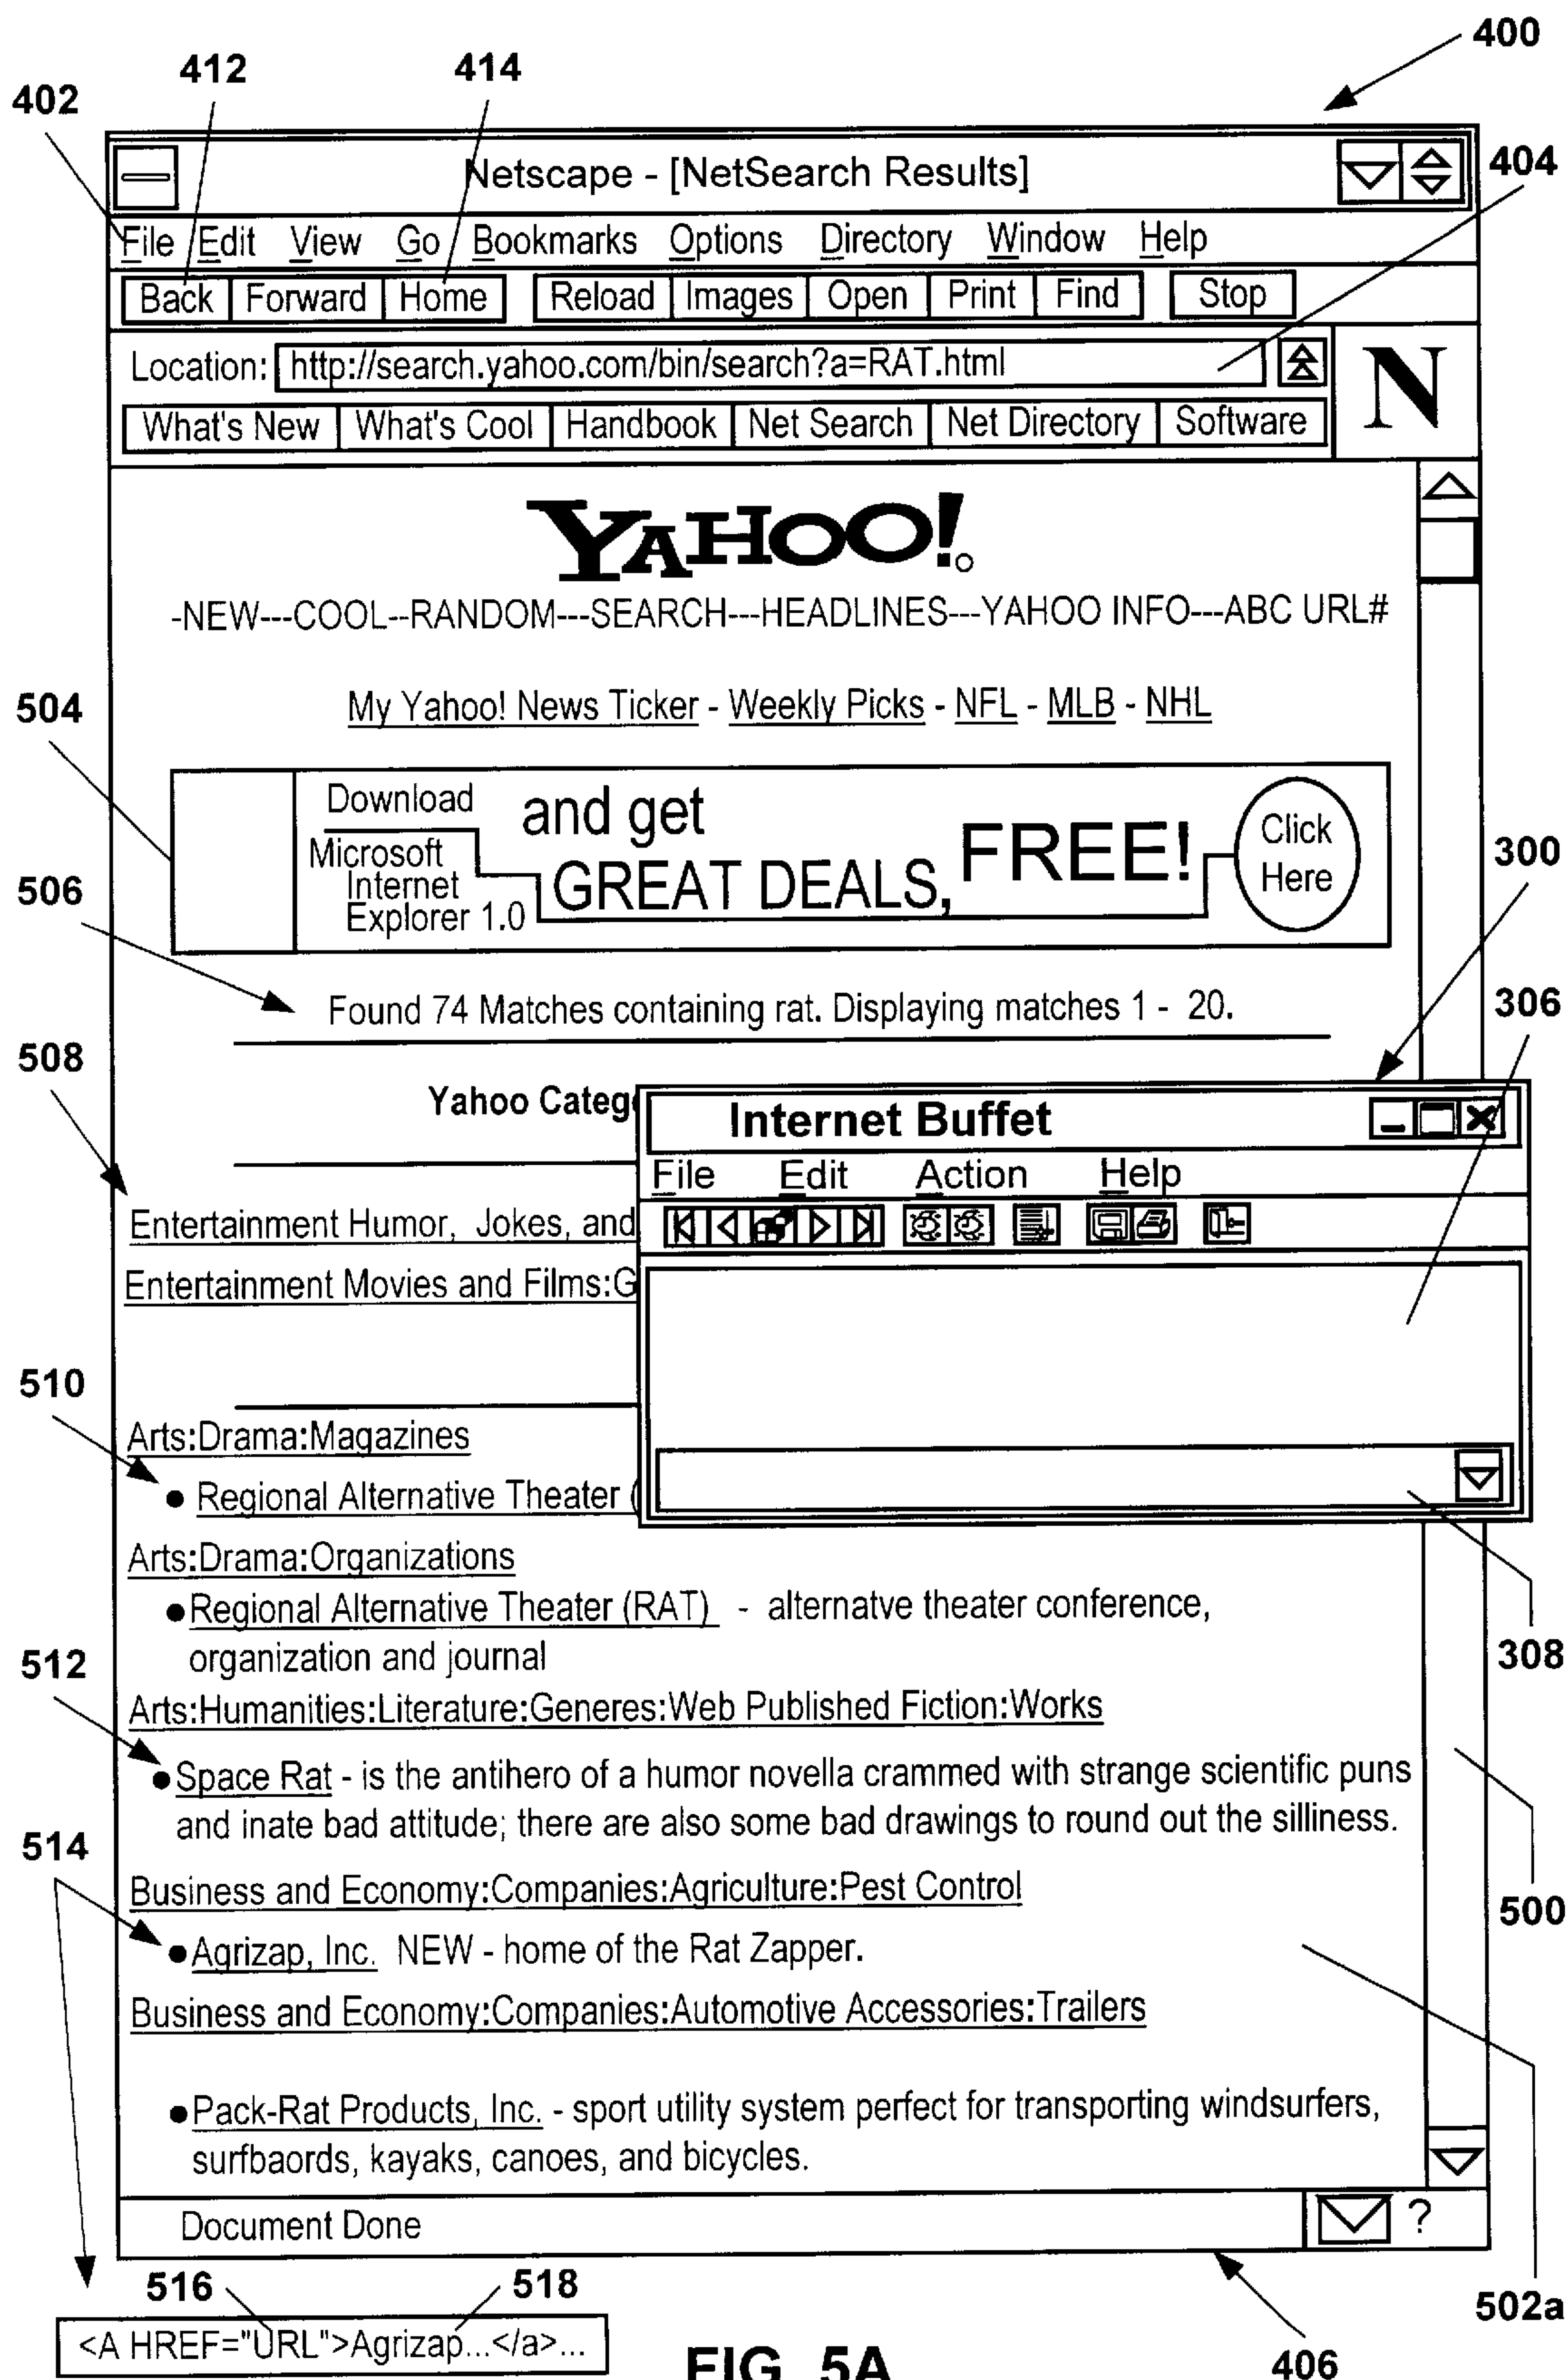 400
412
414
402
Netscape - [NetSearch Results]
404
File Edit View Go Bookmarks Options Directory Window Help
Back Forward Home Reload Images Open Print Find Stop
Location: http://search.yahoo.com/bin/search?a=RAT.html
N
What's New What's Cool Handbook Net Search Net Directory Software
YAHOO!
-NEW---COOL--RANDOM---SEARCH---HEADLINES---YAHOO INFO---ABC URL#
504
My Yahoo! News Ticker - Weekly Picks - NFL - MLB - NHL
Download
Microsoft
Internet
Explorer 1.0
and get
GREAT DEALS, FREE!
Click
Here
300
506
Found 74 Matches containing rat. Displaying matches 1 - 20.
306
508
Yahoo Categ
Internet Buffet
File Edit Action Help
Entertainment Humor, Jokes, and
Entertainment Movies and Films:G
510
Arts:Drama:Magazines
• Regional Alternative Theater (
Arts:Drama:Organizations
•Regional Alternative Theater (RAT) - alternatve theater conference,
organization and journal
308
512
Arts:Humanities:Literature:Generes:Web Published Fiction:Works
•Space Rat - is the antihero of a humor novella crammed with strange scientific puns
and inate bad attitude; there are also some bad drawings to round out the silliness.
514
Business and Economy:Companies:Agriculture:Pest Control
500
•Agrizap, Inc. NEW - home of the Rat Zapper.
Business and Economy:Companies:Automotive Accessories:Trailers
•Pack-Rat Products, Inc. - sport utility system perfect for transporting windsurfers,
surfbaords, kayaks, canoes, and bicycles.
Document Done
?
516
518
502a
<A HREF="URL">Agrizap...</a>...
FIG. 5A
406